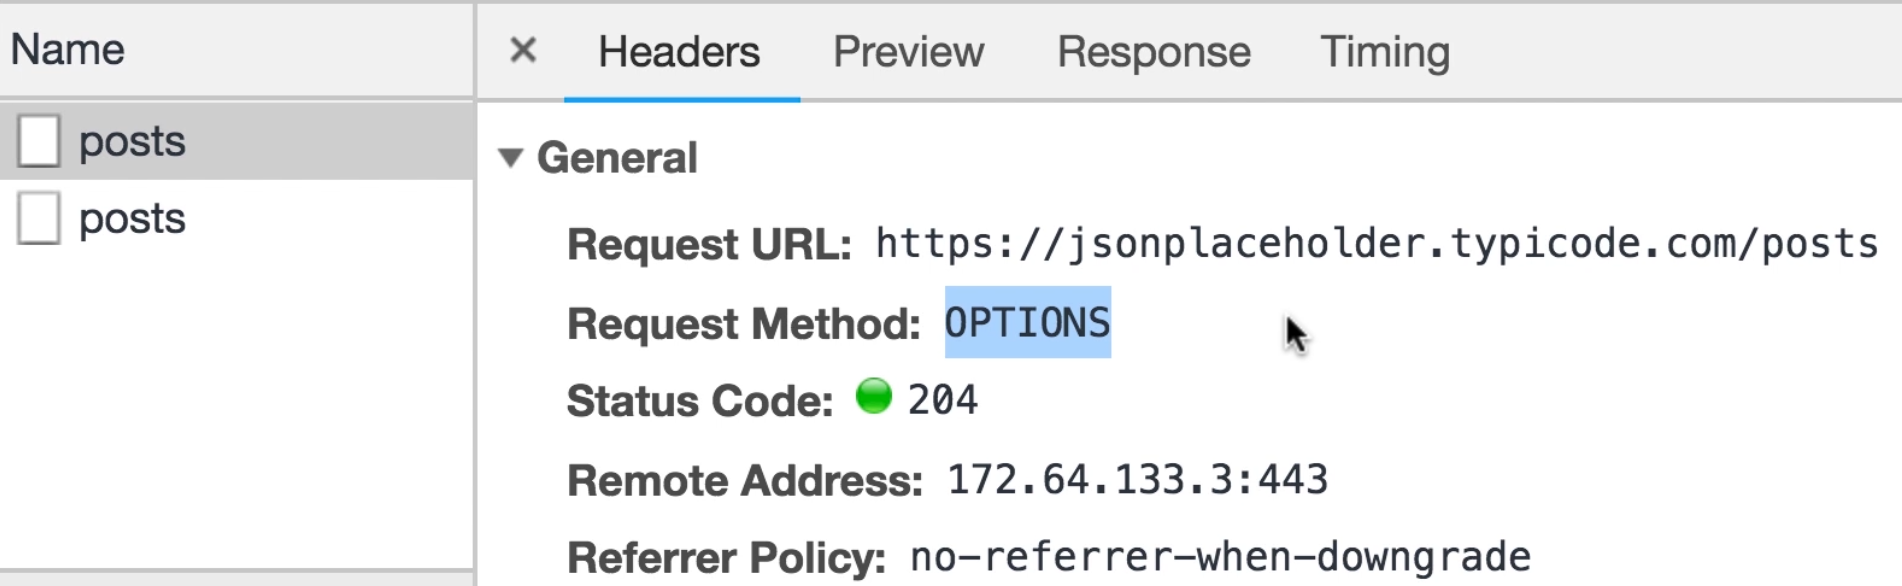 Name
Headers Preview Response Timing
posts
posts
General
Request URL: https://jsonplaceholder.typicode.com/posts
Request Method: OPTIONS
Status Code: 204
Remote Address: 172.64.133.3:443
Referrer Policy: no-referrer-when-downgrade